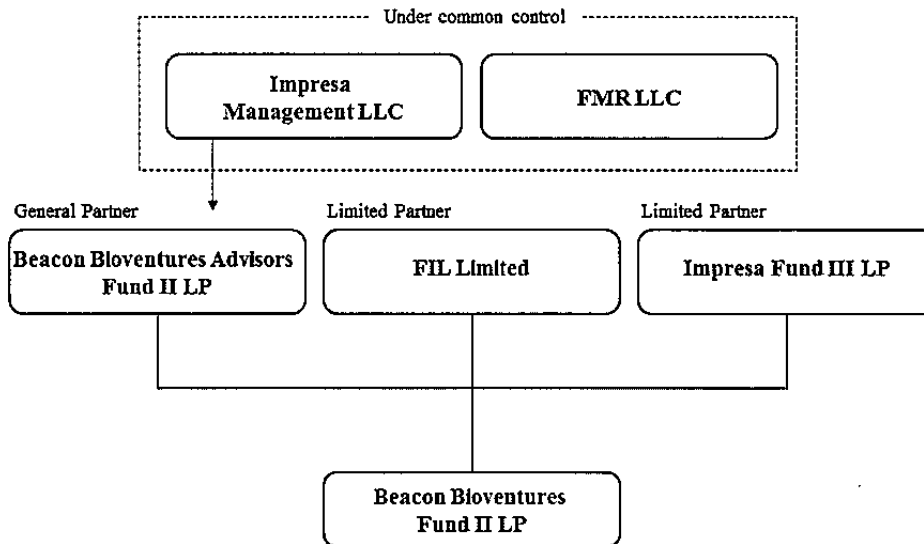 Under common control
Impresa
Management LLC
FMR LLC
General Partner
Limited Partner
Limited Partner
Beacon Bioventures Advisors
Fund II LP
FIL Limited
Impresa Fund III LP
Beacon Bioventures
Fund II LP